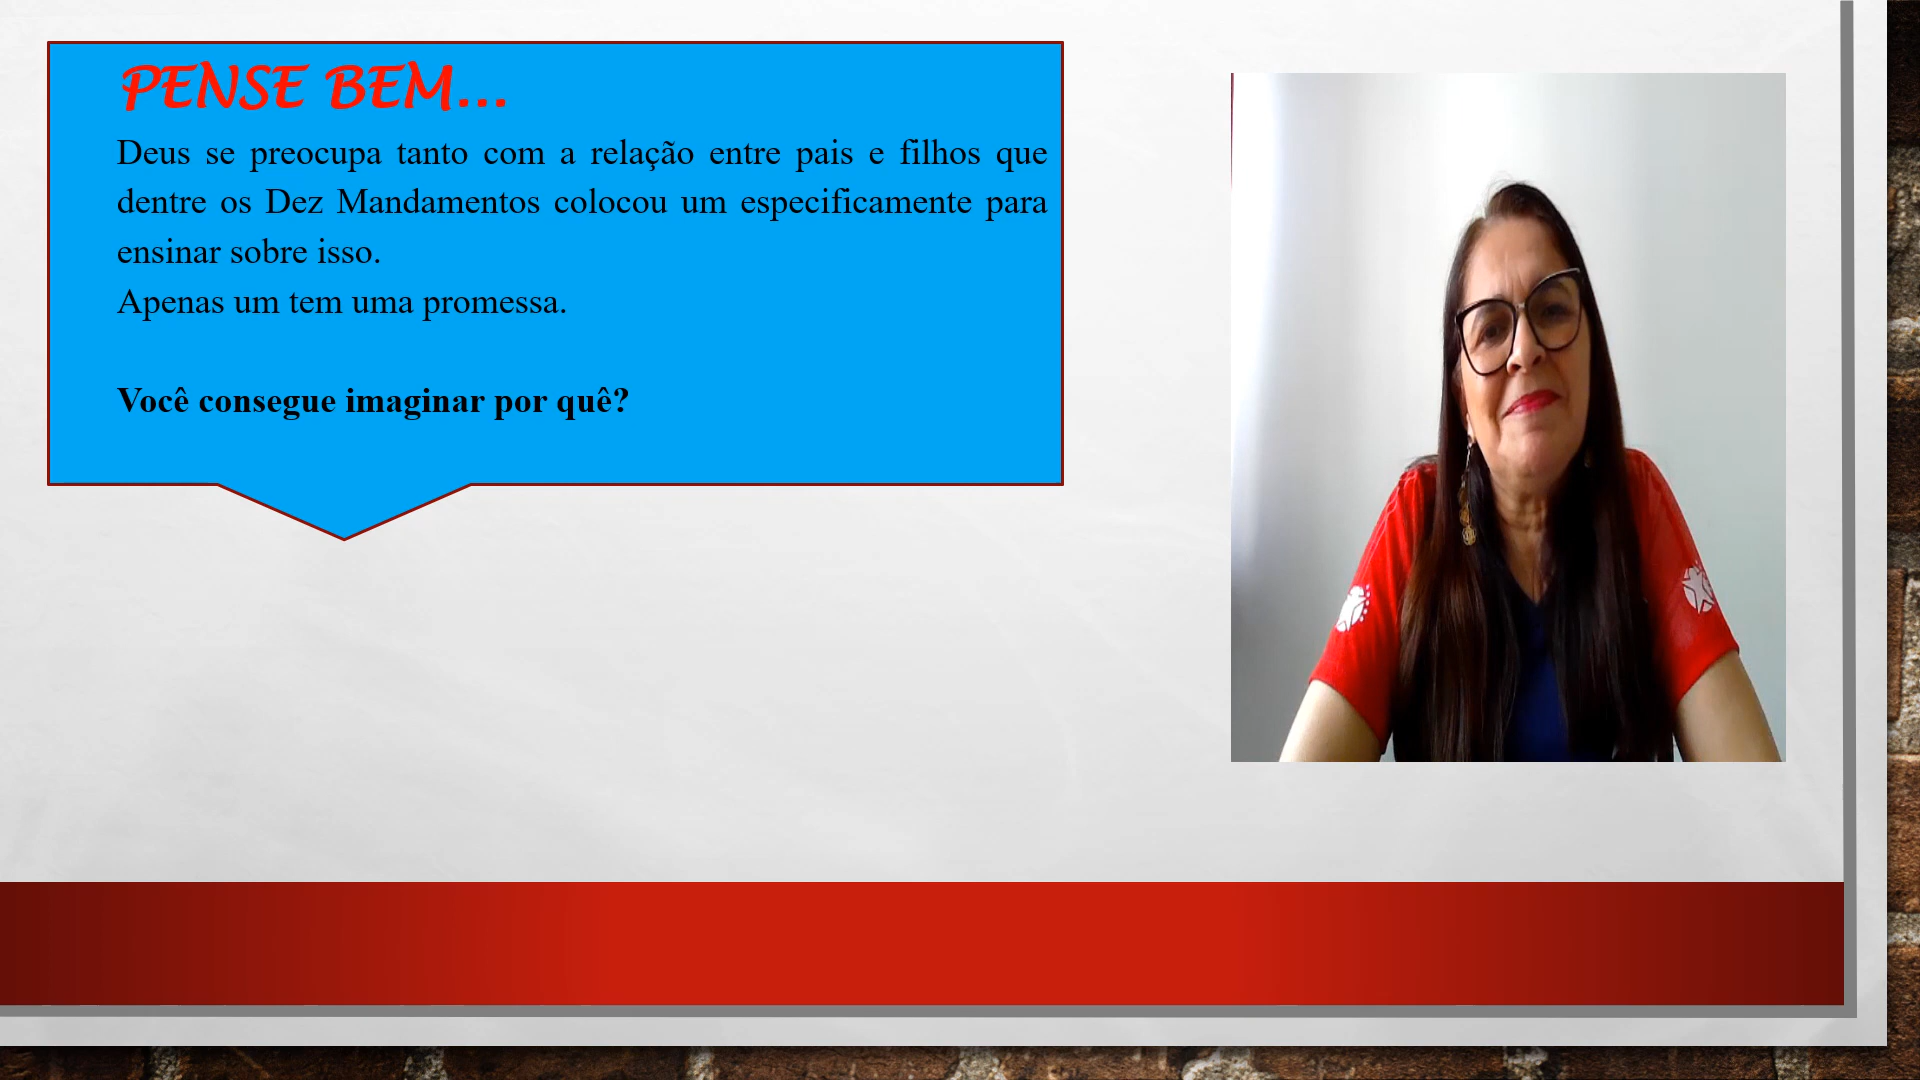 PENSE BEM...
Deus se preocupa tanto com a relação entre pais e filhos que
dentre os Dez Mandamentos colocou um especificamente para
ensinar sobre isso.
Apenas um tem uma promessa.
Você consegue imaginar por quê?